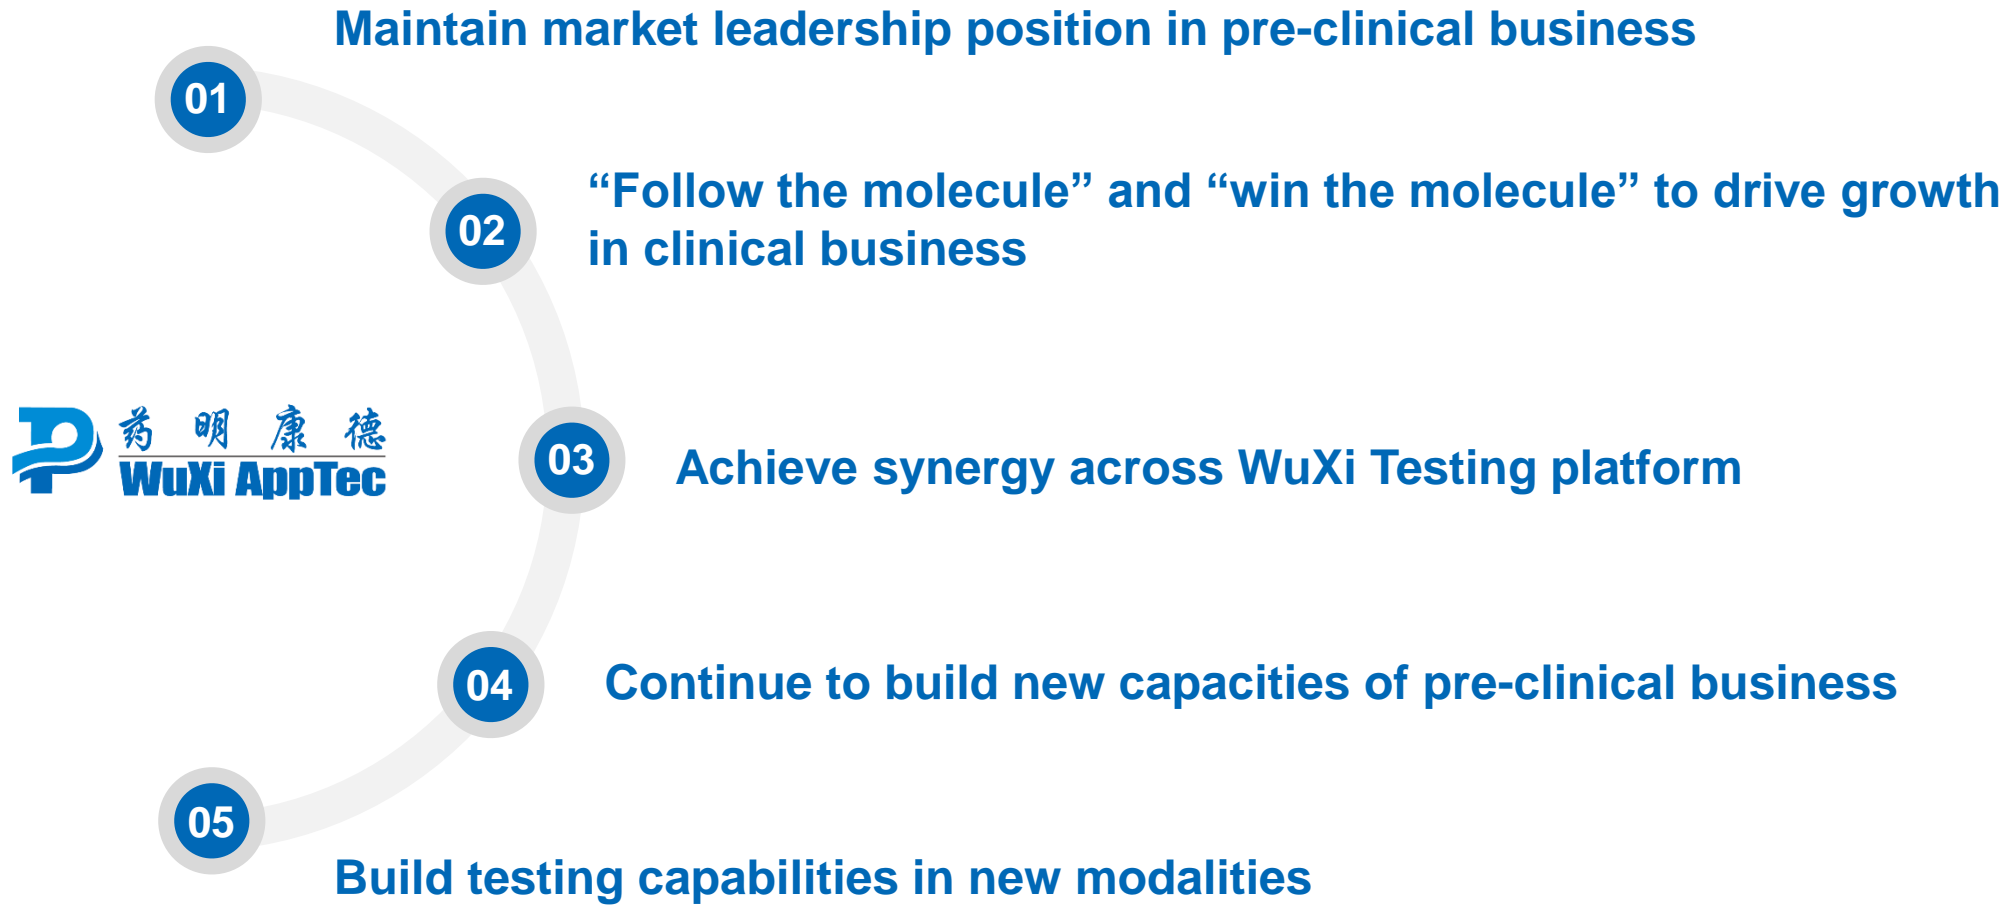 Maintain market leadership position in pre-clinical business
01
“Follow the molecule” and “win the molecule” to drive growth
in clinical business
02
药明康德
WuXi AppTec
03
Achieve synergy across WuXi Testing platform
04
Continue to build new capacities of pre-clinical business
05
Build testing capabilities in new modalities